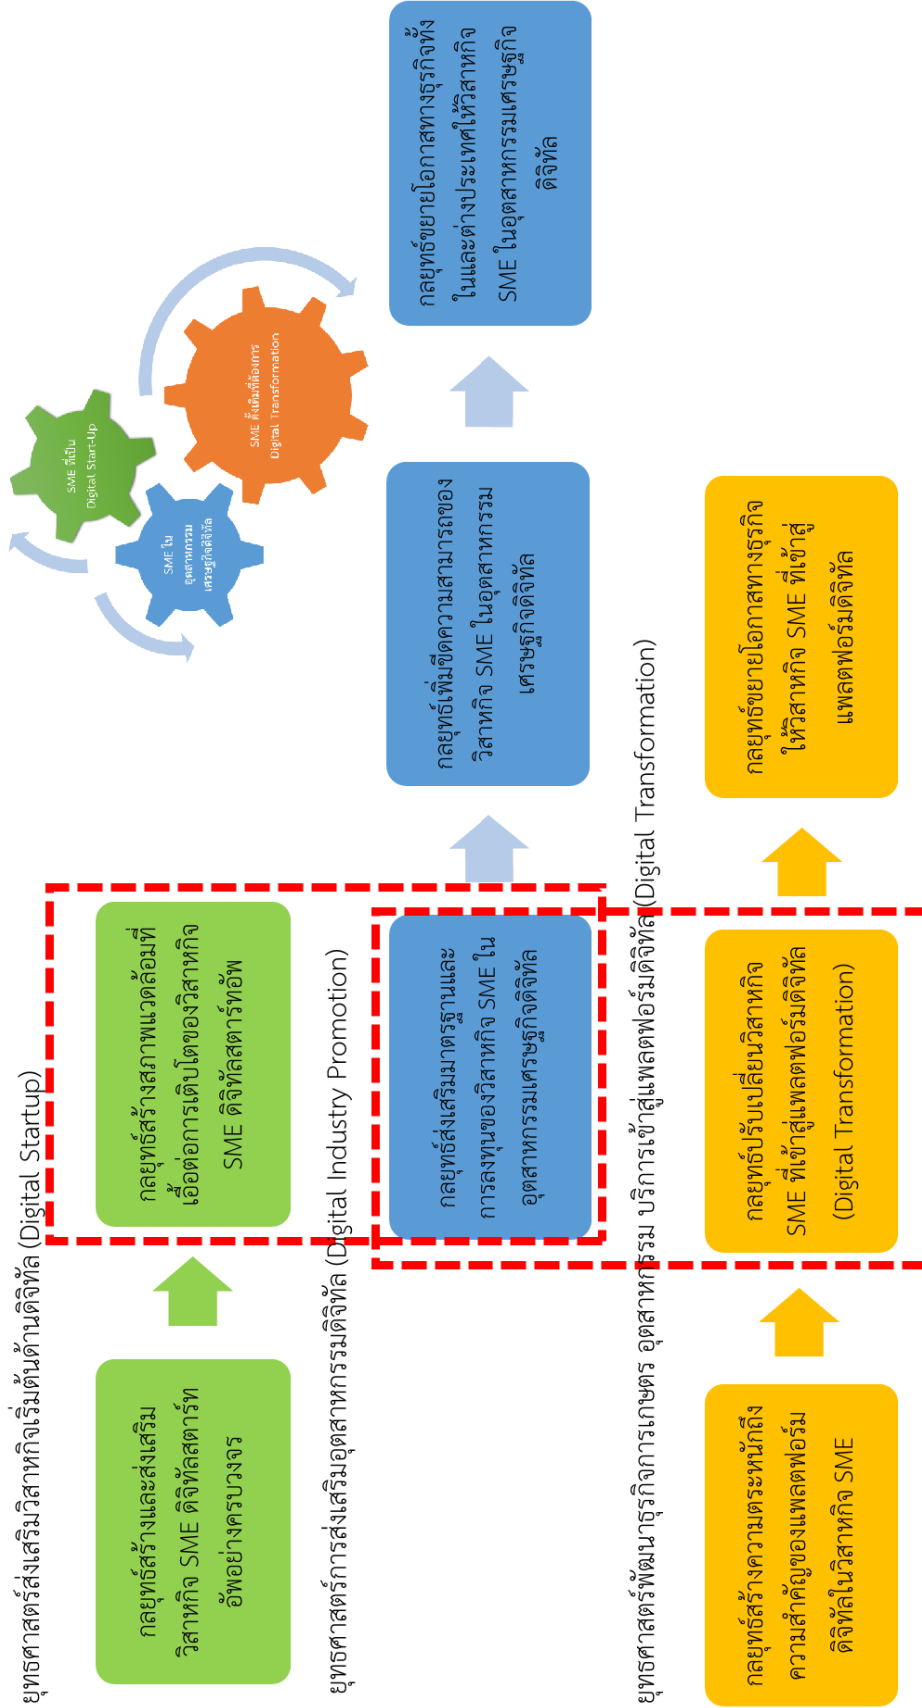 ยุทธศาสตร์ส่งเสริมวิสาหกิจเริ่มต้นด้านดิจิทัล (Digital Startup)
กลยุทธ์สร้างและส่งเสริม
วิสาหกิจ SME ดิจิทัลสตาร์ท
อัพอย่างครบวงจร
กลยุทธ์สร้างสภาพแวดล้อมที่
เอื้อต่อการเติบโตของวิสาหกิจ
SME ดิจิทัลสตาร์ทอัพ
SME ที่เป็น
Digital Start-Up
SME ใน
อุตสาหกรรม
เศรษฐกิจดิจิทัล
SME ดั้งเดิมที่ต้องการ
Digital Transformation
ยุทธศาสตร์การส่งเสริมอุตสาหกรรมดิจิทัล (Digital Industry Promotion)
กลยุทธ์ส่งเสริมมาตรฐานและ
การลงทุนของวิสาหกิจ SME ใน
อุตสาหกรรมเศรษฐกิจดิจิทัล
กลยุทธ์เพิ่มขีดความสามารถของ
วิสาหกิจ SME ในอุตสาหกรรม
เศรษฐกิจดิจิทัล
กลยุทธ์ขยายโอกาสทางธุรกิจทั้ง
ในและต่างประเทศให้วิสาหกิจ
SME ในอุตสาหกรรมเศรษฐกิจ
ดิจิทัล
ยุทธศาสตร์พัฒนาธุรกิจการเกษตร อุตสาหกรรม บริการเข้าสู่แพลตฟอร์มดิจิทัล (Digital Transformation)
กลยุทธ์สร้างความตระหนักถึง
ความสำคัญของแพลตฟอร์ม
ดิจิทัลในวิสาหกิจ SME
กลยุทธ์ปรับเปลี่ยนวิสาหกิจ
SME ที่เข้าสู่แพลตฟอร์มดิจิทัล
(Digital Transformation)
กลยุทธ์ขยายโอกาสทางธุรกิจ
ให้วิสาหกิจ SME ที่เข้าสู่
แพลตฟอร์มดิจิทัล